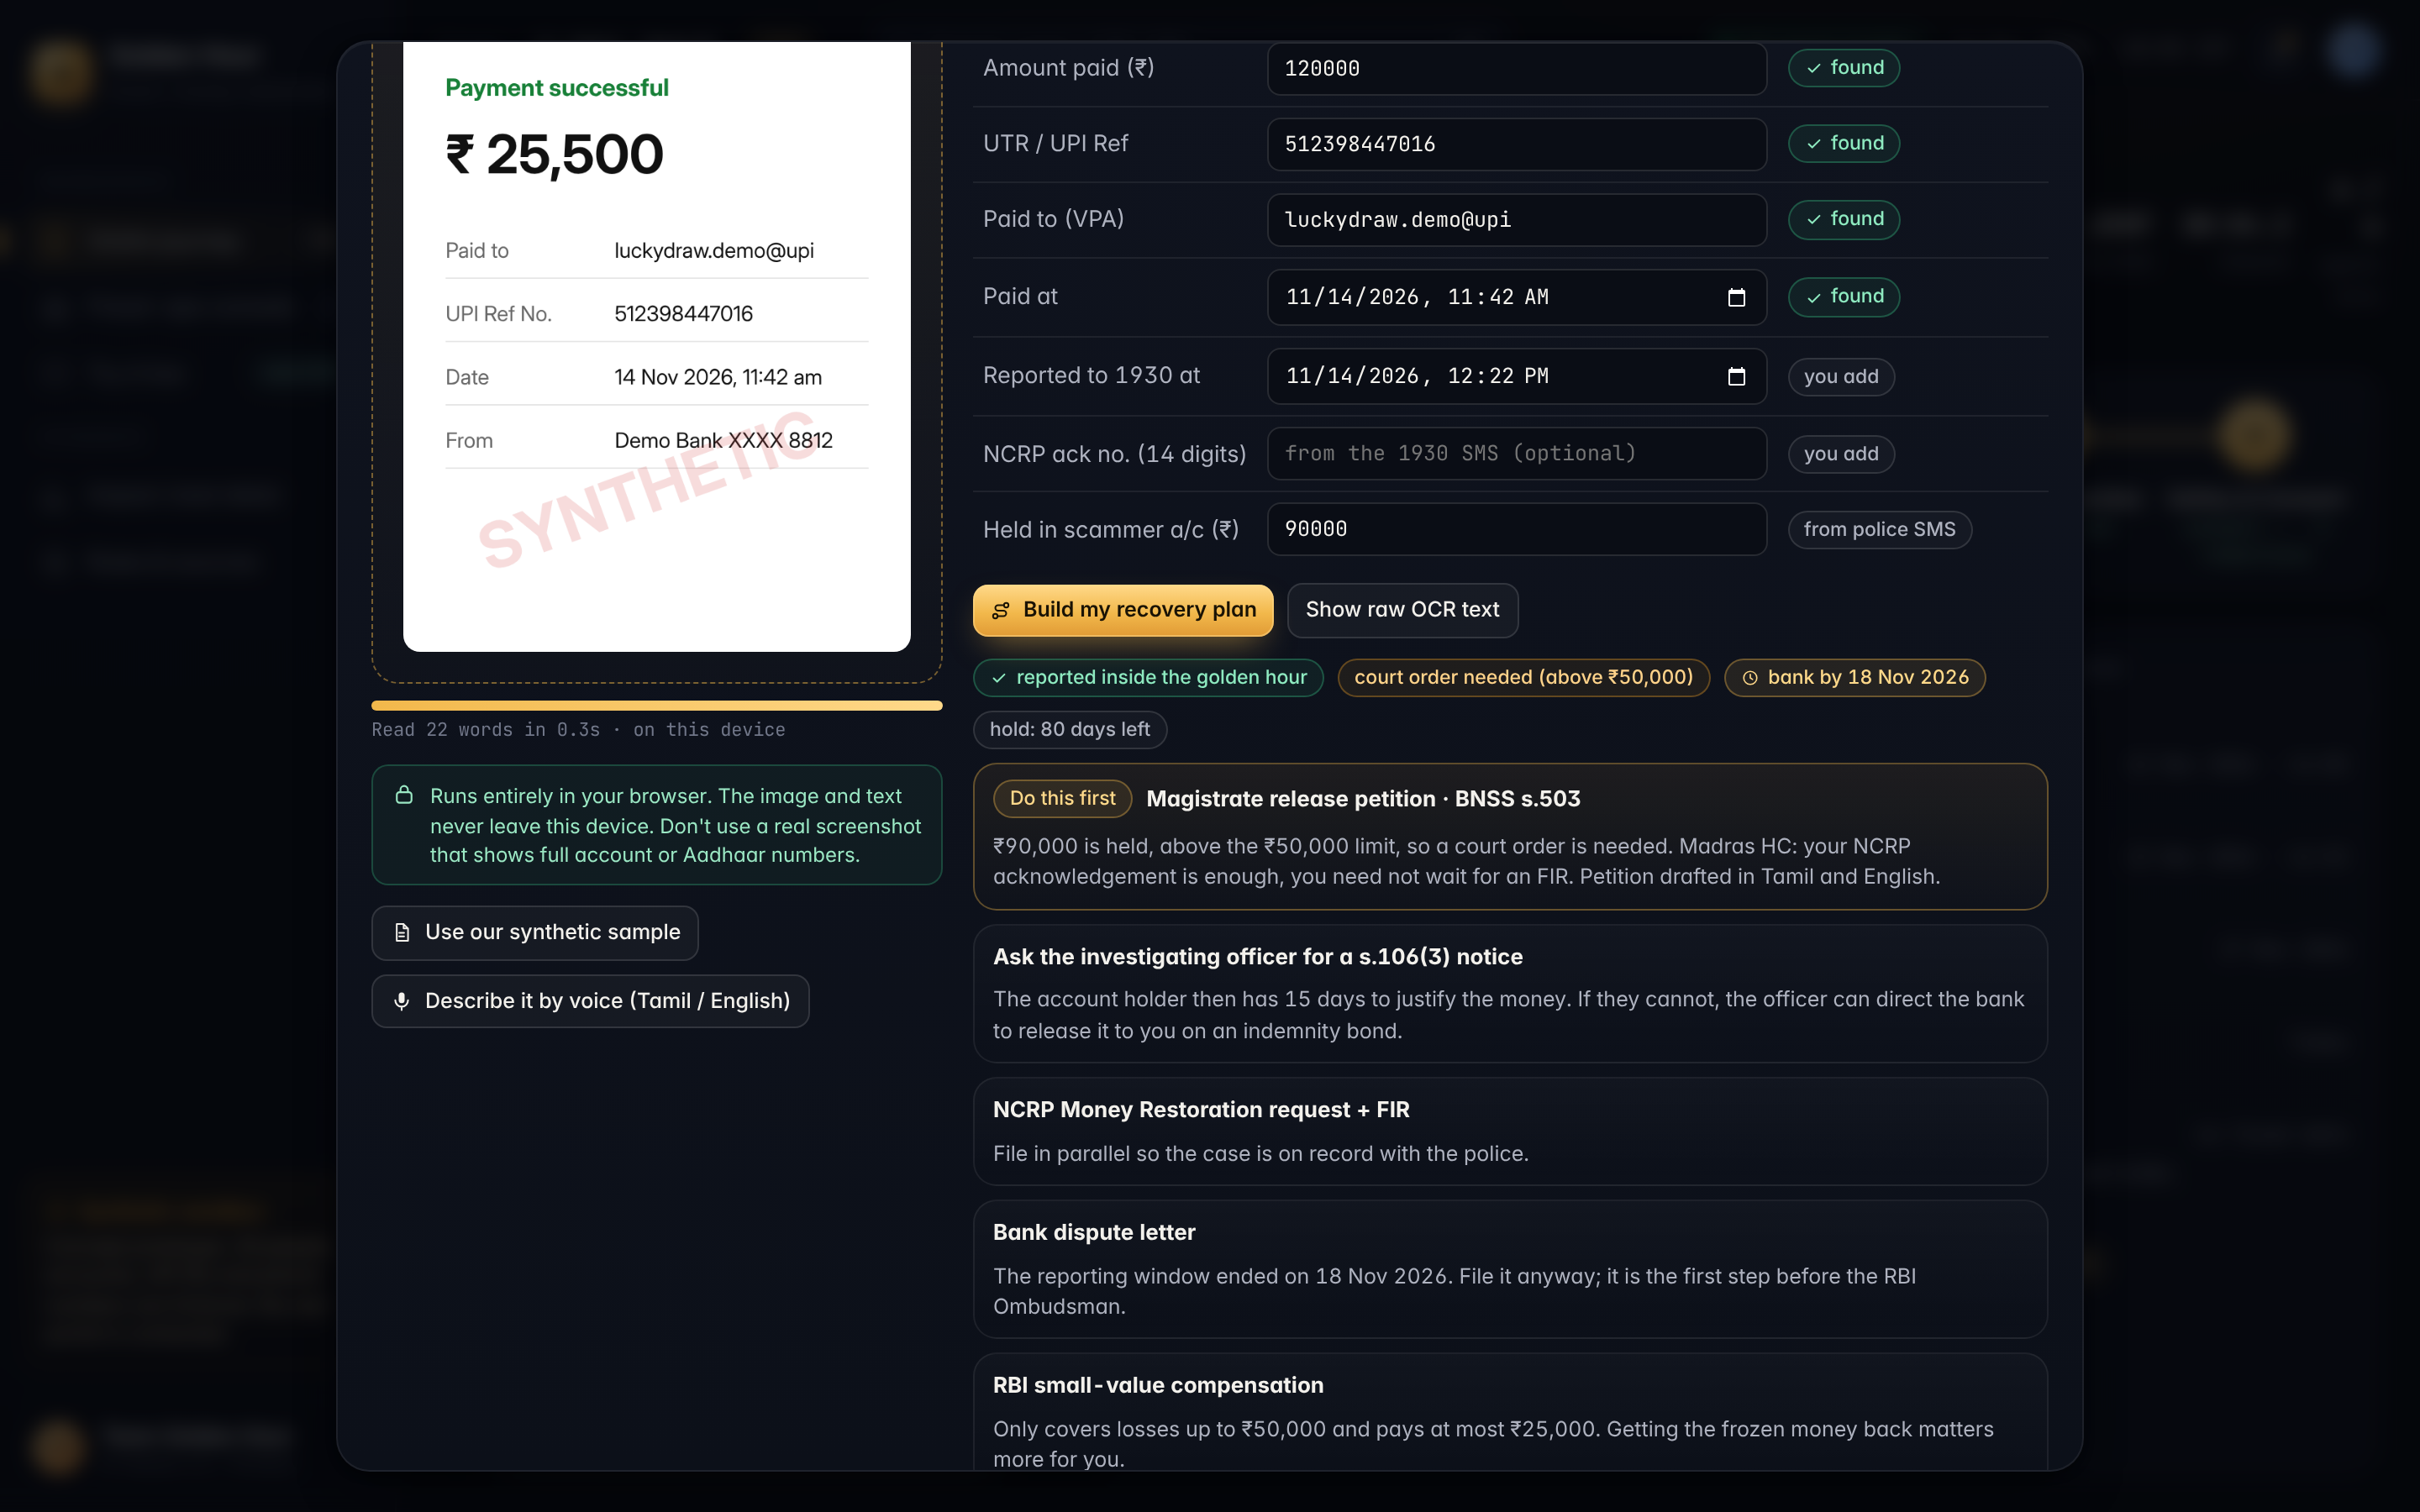 Payment successful
₹ 25,500
Paid to luckydraw.demo@upi
UPI Ref No. 512398447016
Date 14 Nov 2026, 11:42 am
From Demo Bank XXXX 8812
SYNTHETIC
Read 22 words in 0.3s · on this device
Runs entirely in your browser. The image and text
never leave this device. Don't use a real screenshot
that shows full account or Aadhaar numbers.
Use our synthetic sample
Describe it by voice (Tamil / English)
Amount paid (₹) 120000 ✓ found
UTR / UPI Ref 512398447016 ✓ found
Paid to (VPA) luckydraw.demo@upi ✓ found
Paid at 11/14/2026, 11:42 AM ✓ found
Reported to 1930 at 11/14/2026, 12:22 PM you add
NCRP ack no. (14 digits) from the 1930 SMS (optional) you add
Held in scammer a/c (₹) 90000 from police SMS
Build my recovery plan Show raw OCR text
✓ reported inside the golden hour court order needed (above ₹50,000) bank by 18 Nov 2026
hold: 80 days left
Do this first Magistrate release petition · BNSS s.503
₹90,000 is held, above the ₹50,000 limit, so a court order is needed. Madras HC: your NCRP
acknowledgement is enough, you need not wait for an FIR. Petition drafted in Tamil and English.
Ask the investigating officer for a s.106(3) notice
The account holder then has 15 days to justify the money. If they cannot, the officer can direct the bank
to release it to you on an indemnity bond.
NCRP Money Restoration request + FIR
File in parallel so the case is on record with the police.
Bank dispute letter
The reporting window ended on 18 Nov 2026. File it anyway; it is the first step before the RBI
Ombudsman.
RBI small-value compensation
Only covers losses up to ₹50,000 and pays at most ₹25,000. Getting the frozen money back matters
more for you.